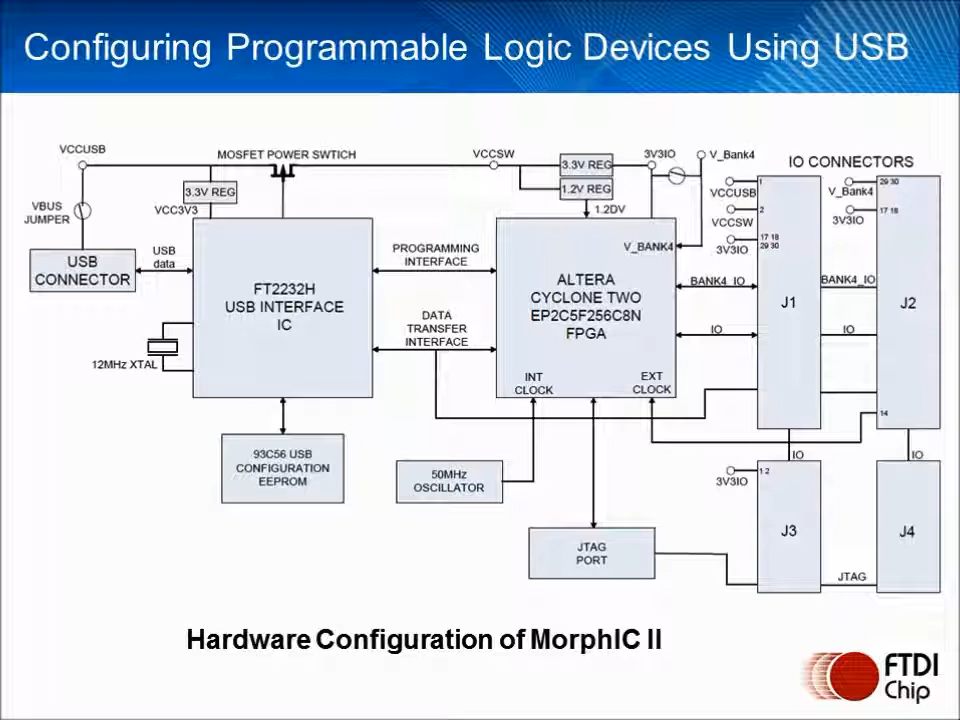 Configuring Programmable Logic Devices Using USB
VCCUSB
MOSFET POWER SWTICH
VCCSW
3.3V REG
3V3IO
V_Bank4
IO CONNECTORS
3.3V REG
1.2V REG
VCC3V3
1.2DV
VBUS
JUMPER
VCCUSB
1
V_Bank4
29 30
VCCSW
2
3V3IO
17 18
3V3IO
17 18
29 30
USB
CONNECTOR
USB
data
FT2232H
USB INTERFACE
IC
PROGRAMMING
INTERFACE
V_BANK4
ALTERA
CYCLONE TWO
EP2C5F256C8N
FPGA
BANK4_IO
J1
BANK4_IO
J2
DATA
TRANSFER
INTERFACE
IO
IO
12MHz XTAL
INT
CLOCK
EXT
CLOCK
14
93C56 USB
CONFIGURATION
EEPROM
50MHz
OSCILLATOR
IO
IO
3V3IO
1 2
J3
J4
JTAG
PORT
JTAG
Hardware Configuration of MorphIC II
FTDI
Chip